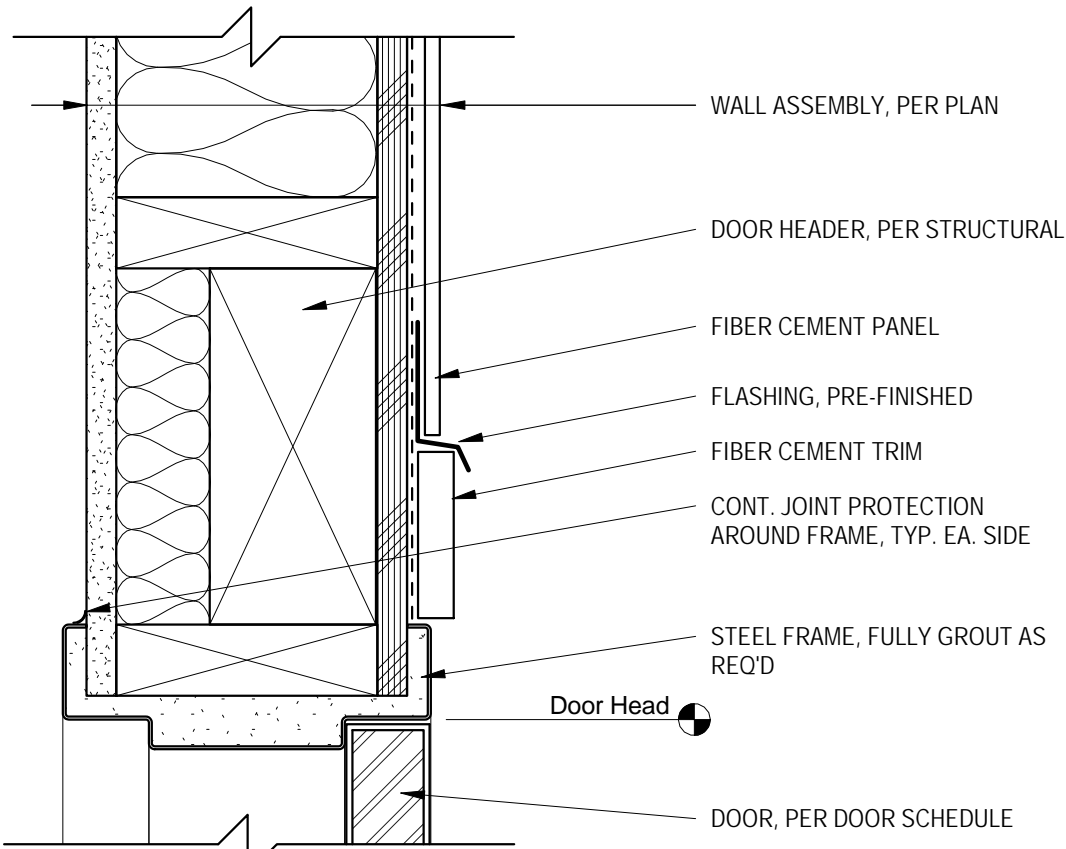 WALL ASSEMBLY, PER PLAN
DOOR HEADER, PER STRUCTURAL
FIBER CEMENT PANEL
FLASHING, PRE-FINISHED
FIBER CEMENT TRIM
CONT. JOINT PROTECTION
AROUND FRAME, TYP. EA. SIDE
STEEL FRAME, FULLY GROUT AS
REQ'D
Door Head
DOOR, PER DOOR SCHEDULE